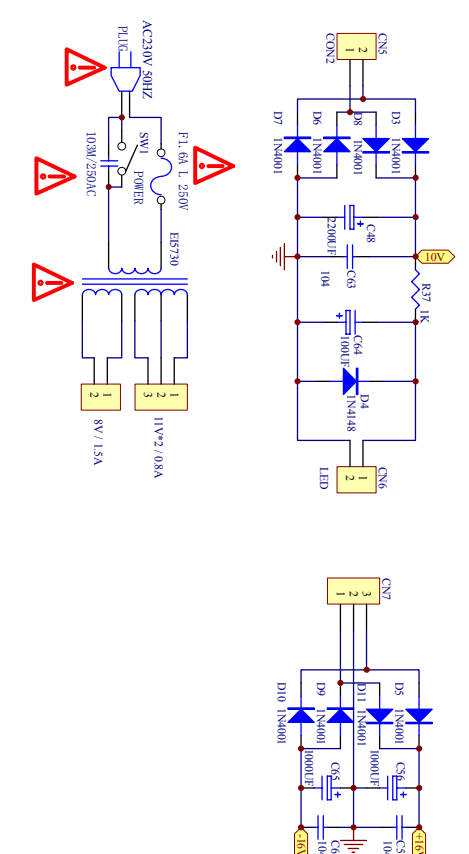 AC230V 50HZ
PLUG
SW1
POWER
103M/250AC
F1.6A L 250V
EI5730
1
2
8V / 1.5A
1
2
3
11V*2 / 0.8A
CN5
CON2
1
2
D7
1N4001
D6
1N4001
D8
1N4001
D3
1N4001
C48
2200UF
C63
104
10V
R37
1K
C64
100UF
D4
1N4148
CN6
LED
1
2
CN7
3
2
1
D10
1N4001
D9
1N4001
D11
1N4001
D5
1N4001
C65
1000UF
C56
1000UF
-16V
+16V